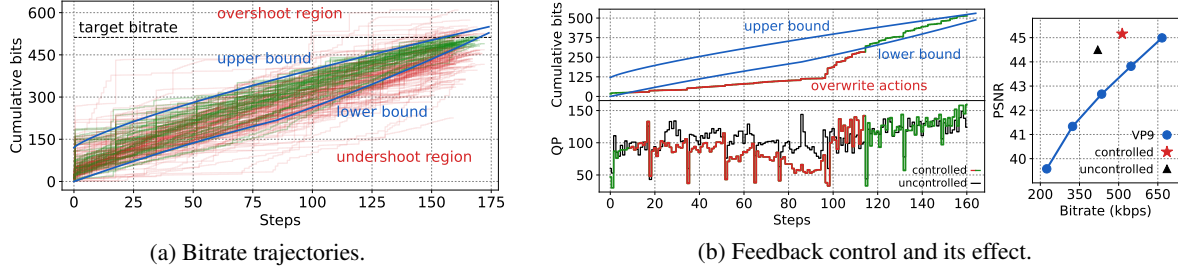 overshoot region
target bitrate
upper bound
lower bound
undershoot region
Cumulative bits
600
450
300
150
0
0 25 50 75 100 125 150 175
Steps
(a) Bitrate trajectories.
upper bound
lower bound
overwrite actions
Cumulative bits
500
375
250
125
0
QP
150
100
50
controlled
uncontrolled
0 20 40 60 80 100 120 140 160
Steps
PSNR
45
44
43
42
41
40
VP9
controlled
uncontrolled
200 350 500 650
Bitrate (kbps)
(b) Feedback control and its effect.